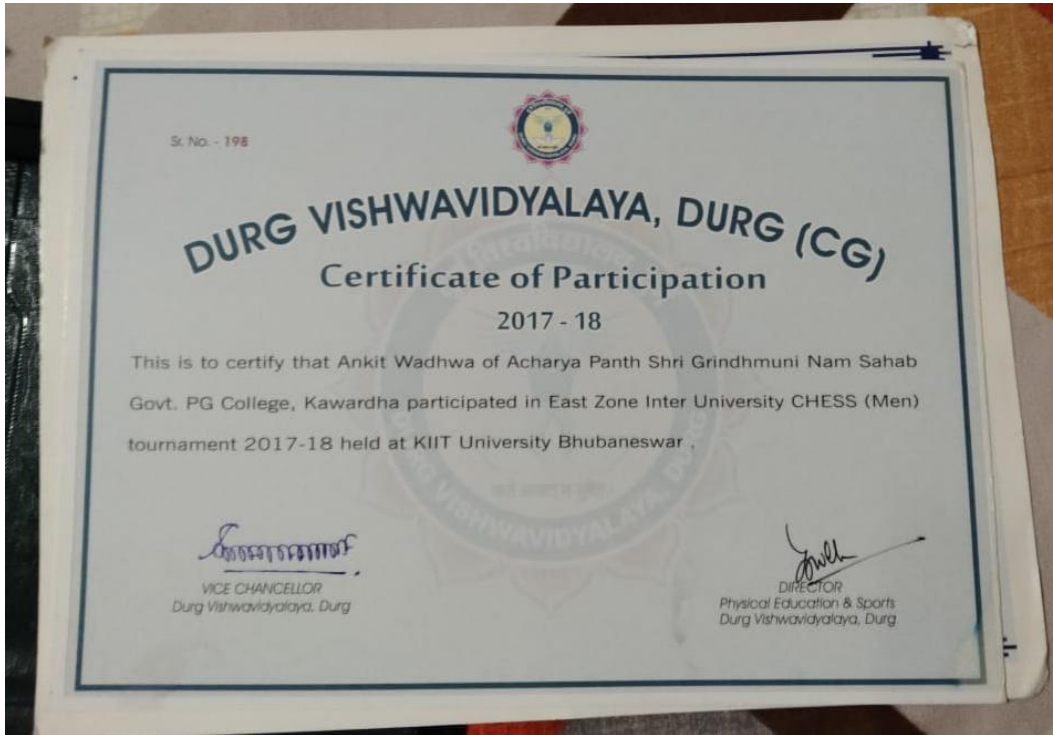 Sr. No. - 198
DURG VISHWAVIDYALAYA, DURG (CG)
Certificate of Participation
2017 - 18
This is to certify that Ankit Wadhwa of Acharya Panth Shri Grindhmuni Nam Sahab
Govt. PG College, Kawardha participated in East Zone Inter University CHESS (Men)
tournament 2017-18 held at KIIT University Bhubaneswar .
VICE CHANCELLOR
Durg Vishwavidyalaya, Durg
DIRECTOR
Physical Education & Sports
Durg Vishwavidyalaya, Durg
DURG VISHWAVIDYALAYA, DURG